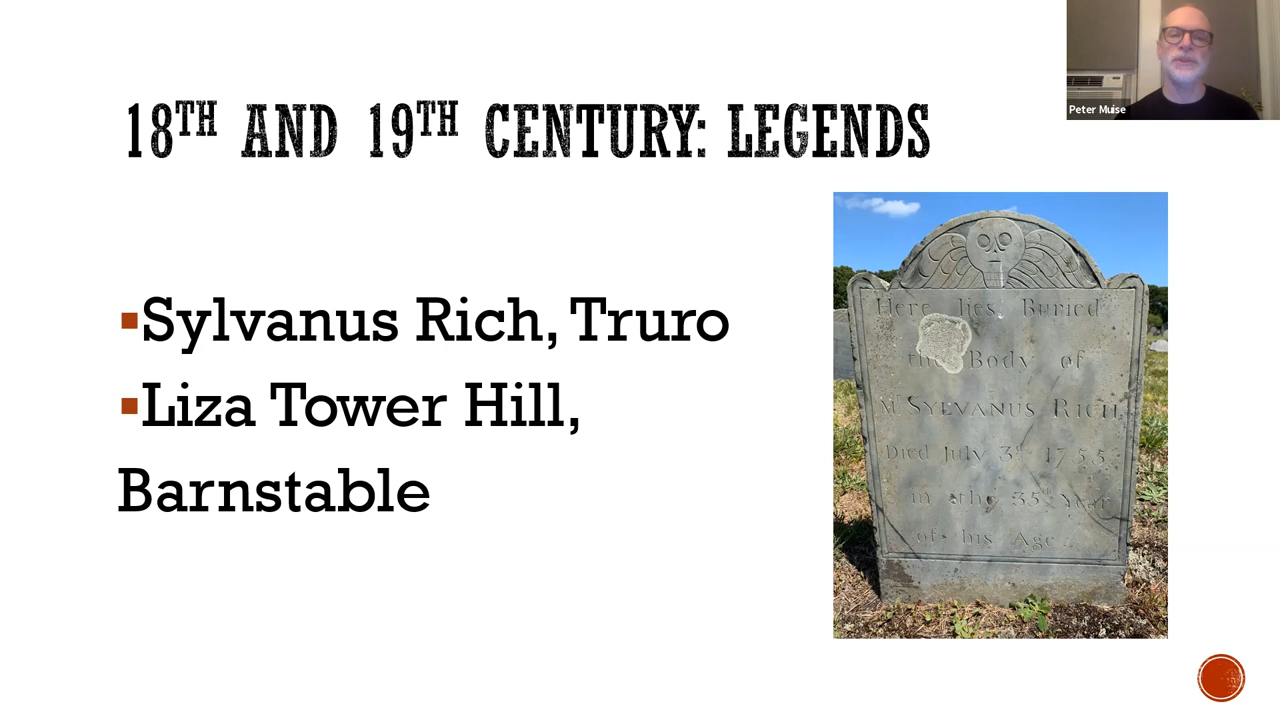 Peter Muise
18TH AND 19TH CENTURY: LEGENDS
▪Sylvanus Rich, Truro
▪Liza Tower Hill,
Barnstable
Here lies Buried
the Body of
Mr SYLVANUS RICH
Died July 3d 1755
in the 35th Year
of his Age